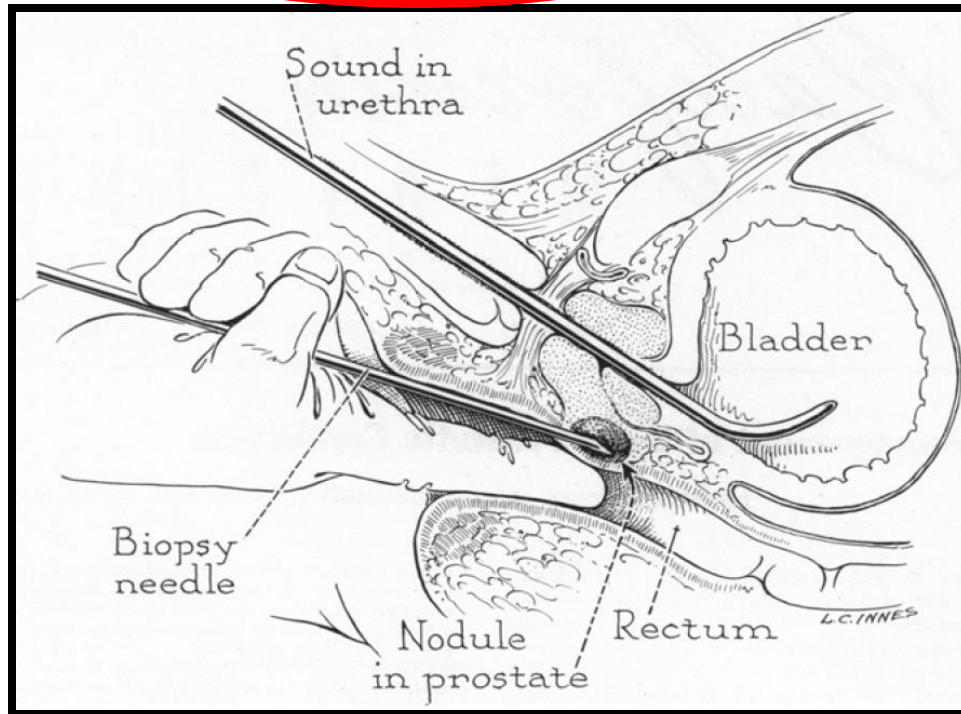 Sound in
urethra
Bladder
Biopsy
needle
Nodule
in prostate
Rectum
L.C.INNES